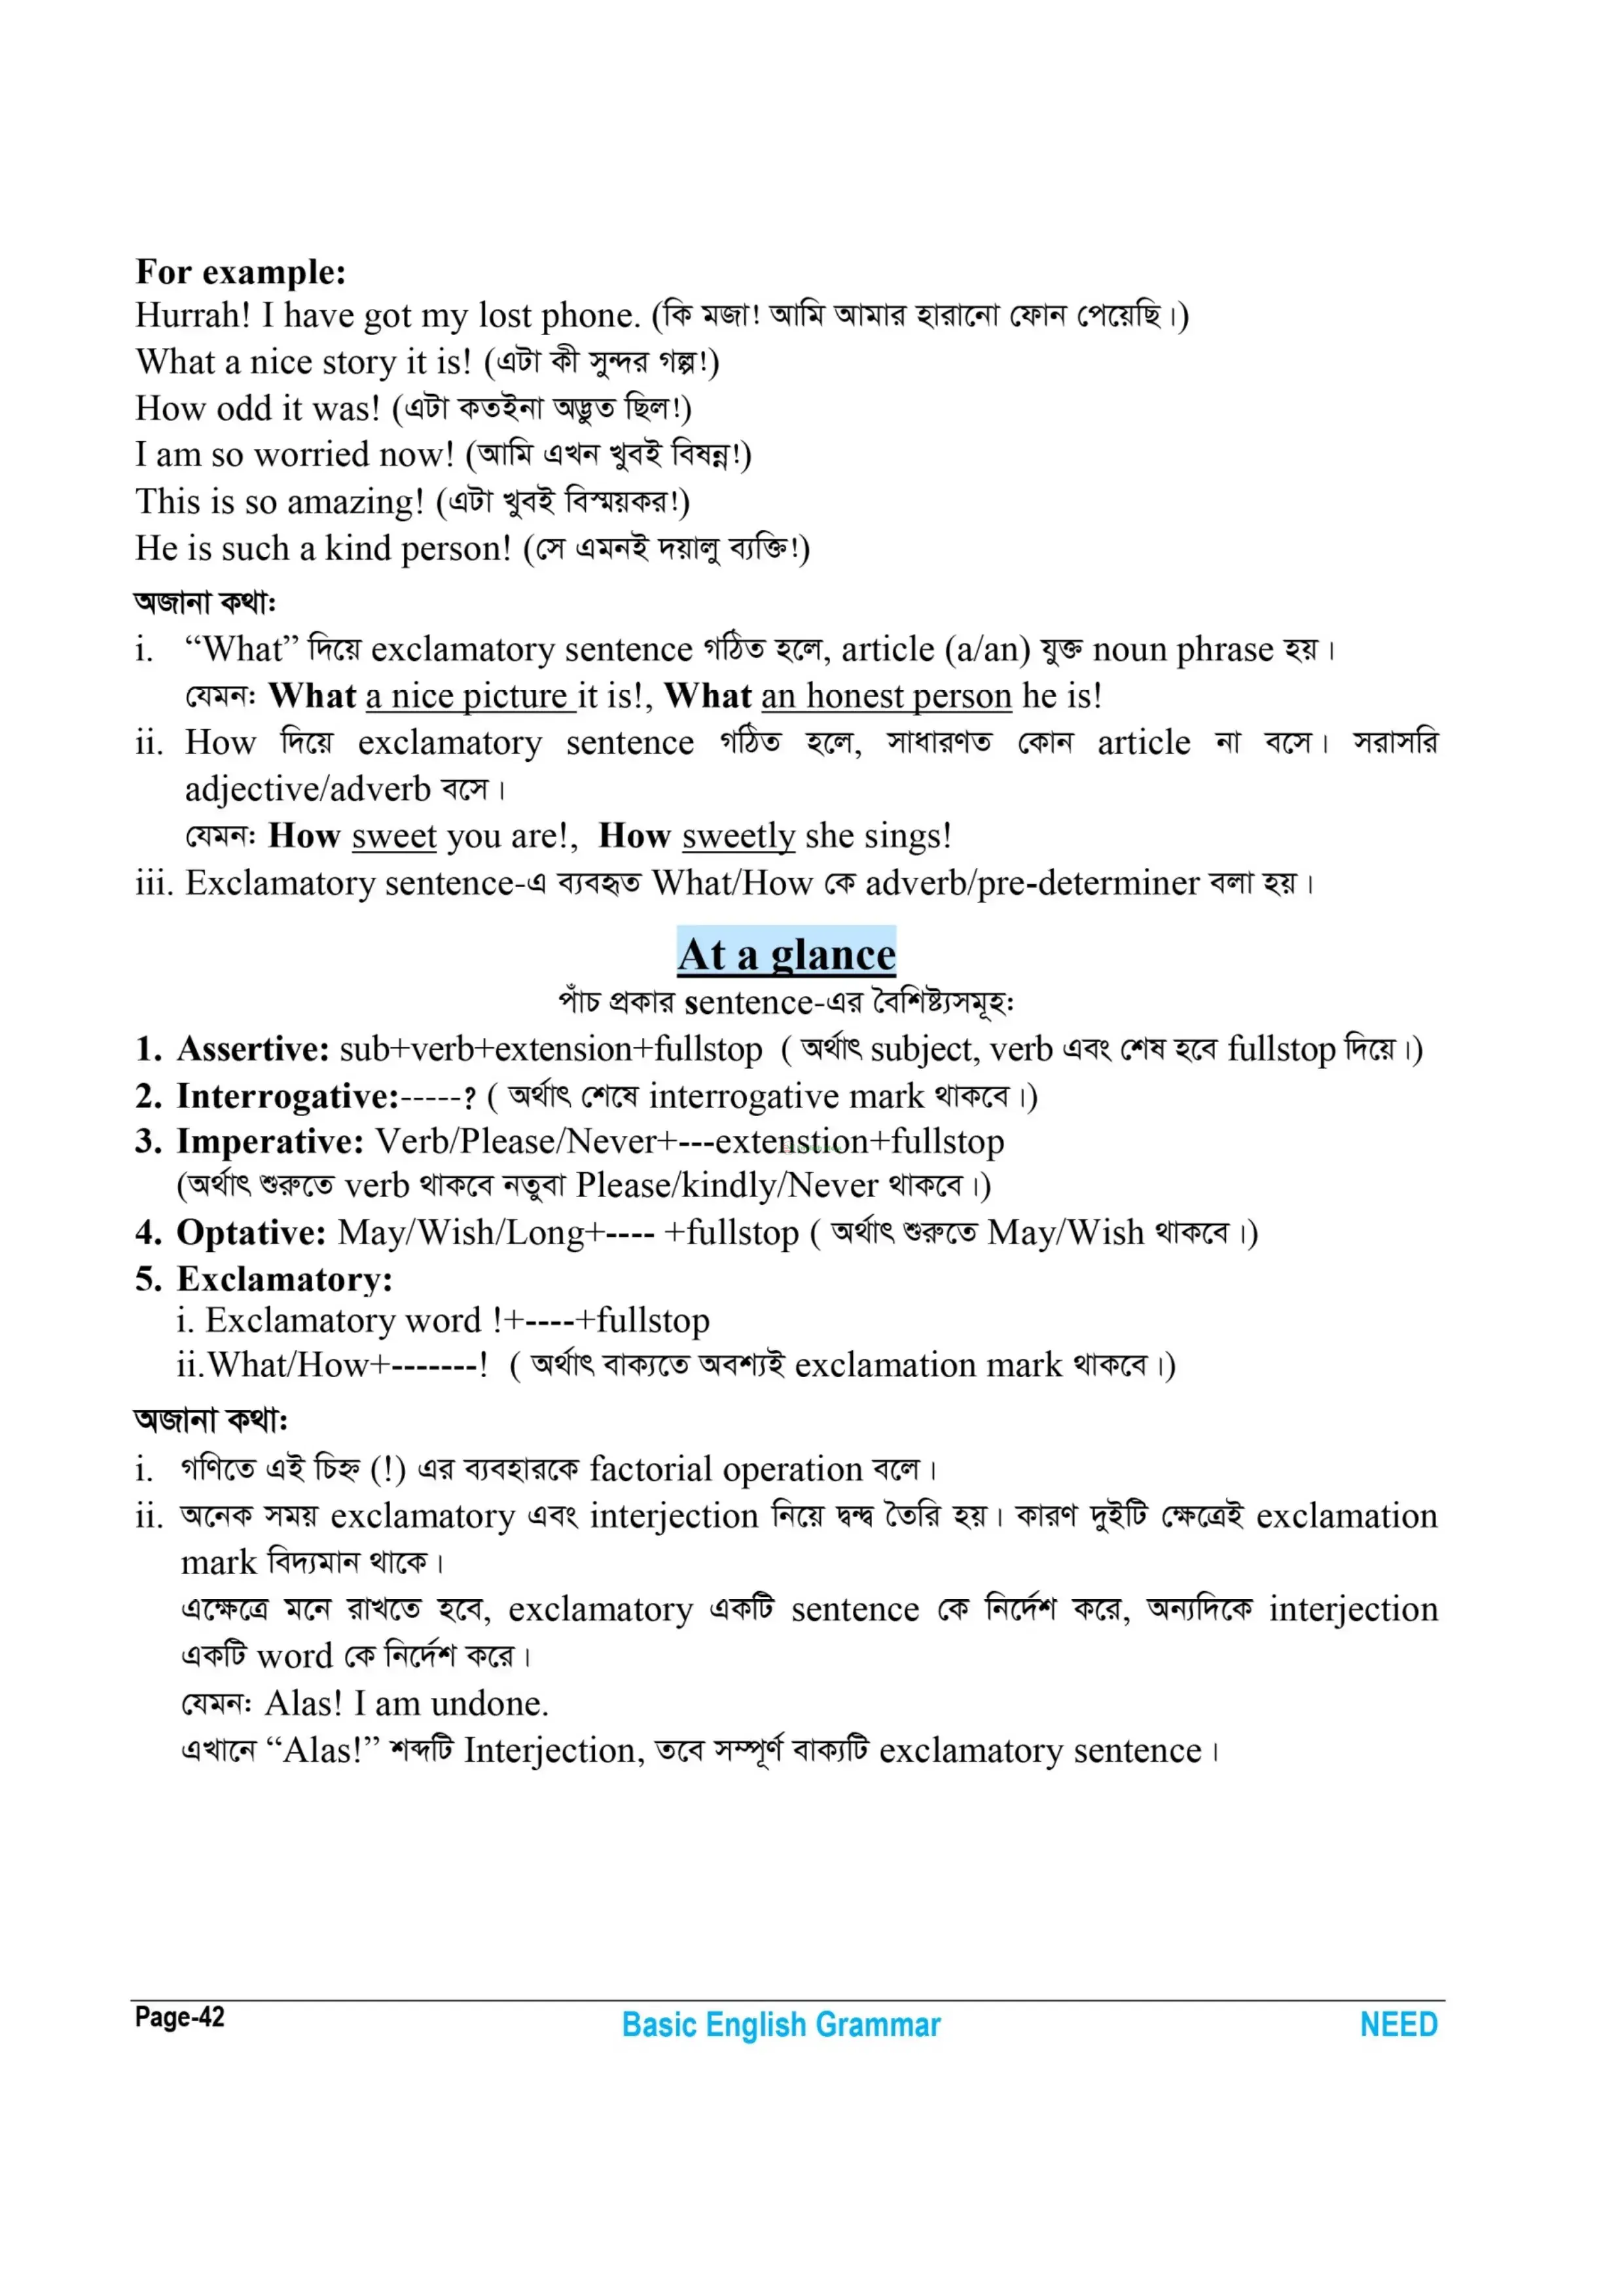 For example:
Hurrah! I have got my lost phone. (কি মজা! আমি আমার হারানো ফোন পেয়েছি।)
What a nice story it is! (এটা কী সুন্দর গল্প!)
How odd it was! (এটা কতইনা অদ্ভুত ছিল!)
I am so worried now! (আমি এখন খুবই বিষন্ন!)
This is so amazing! (এটা খুবই বিস্ময়কর!)
He is such a kind person! (সে এমনই দয়ালু ব্যক্তি!)
অজানা কথা:
i. “What” দিয়ে exclamatory sentence গঠিত হলে, article (a/an) যুক্ত noun phrase হয়।
যেমন: What a nice picture it is!, What an honest person he is!
ii. How দিয়ে exclamatory sentence গঠিত হলে, সাধারণত কোন article না বসে। সরাসরি
adjective/adverb বসে।
যেমন: How sweet you are!, How sweetly she sings!
iii. Exclamatory sentence-এ ব্যবহৃত What/How কে adverb/pre-determiner বলা হয়।
At a glance
পাঁচ প্রকার sentence-এর বৈশিষ্ট্যসমূহ:
1. Assertive: sub+verb+extension+fullstop ( অর্থাৎ subject, verb এবং শেষ হবে fullstop দিয়ে।)
2. Interrogative:-----? ( অর্থাৎ শেষে interrogative mark থাকবে।)
3. Imperative: Verb/Please/Never+---extenstion+fullstop
(অর্থাৎ শুরুতে verb থাকবে নতুবা Please/kindly/Never থাকবে।)
4. Optative: May/Wish/Long+---- +fullstop ( অর্থাৎ শুরুতে May/Wish থাকবে।)
5. Exclamatory:
i. Exclamatory word !+----+fullstop
ii.What/How+-------! ( অর্থাৎ বাক্যতে অবশ্যই exclamation mark থাকবে।)
অজানা কথা:
i. গণিতে এই চিহ্ন (!) এর ব্যবহারকে factorial operation বলে।
ii. অনেক সময় exclamatory এবং interjection নিয়ে দ্বন্দ্ব তৈরি হয়। কারণ দুইটি ক্ষেত্রেই exclamation
mark বিদ্যমান থাকে।
এক্ষেত্রে মনে রাখতে হবে, exclamatory একটি sentence কে নির্দেশ করে, অন্যদিকে interjection
একটি word কে নির্দেশ করে।
যেমন: Alas! I am undone.
এখানে “Alas!” শব্দটি Interjection, তবে সম্পূর্ণ বাক্যটি exclamatory sentence।
Page-42 Basic English Grammar NEED